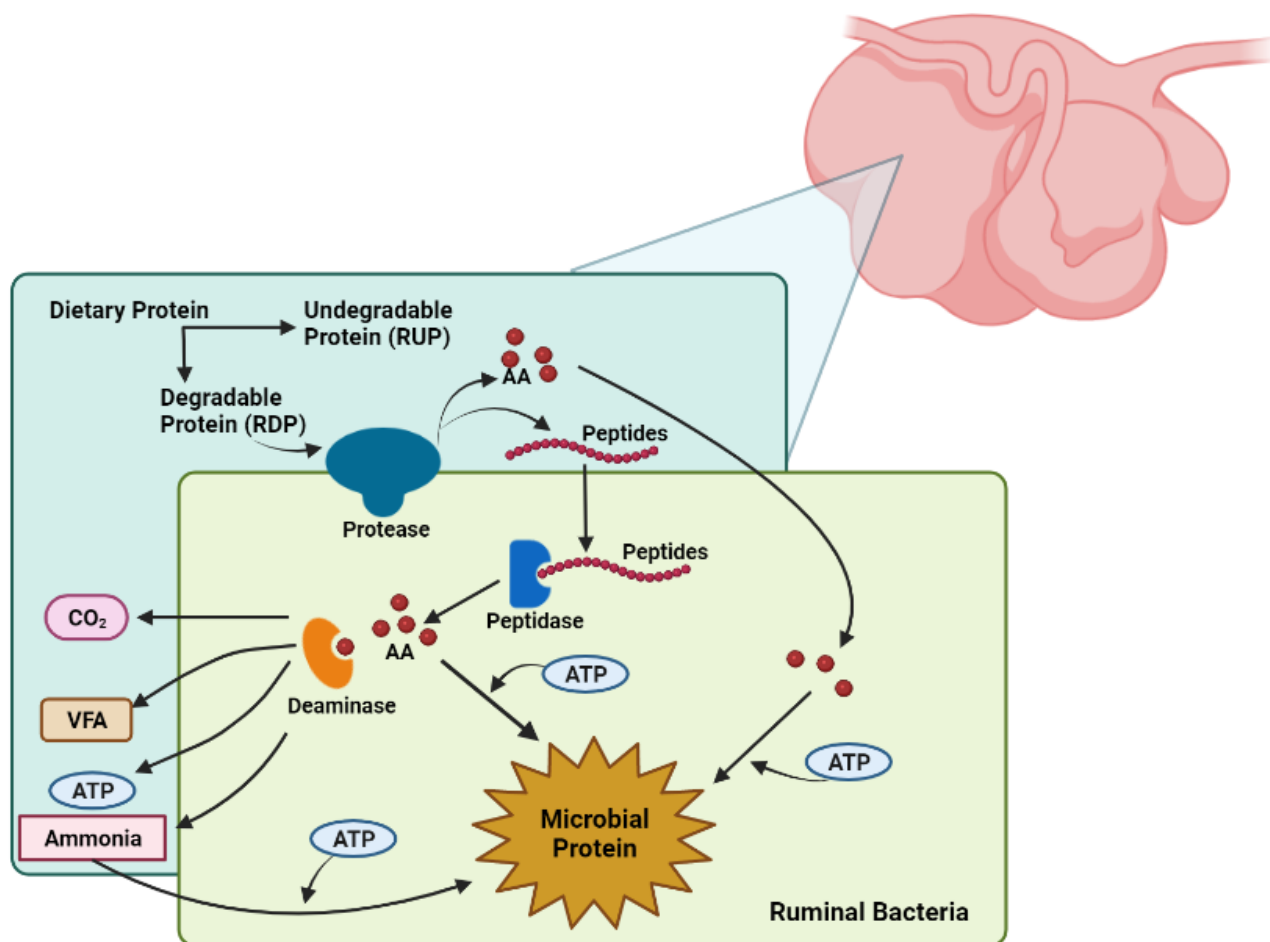 Dietary Protein
Undegradable
Protein (RUP)
AA
Degradable
Protein (RDP)
Peptides
Protease
Peptides
Peptidase
CO₂
AA
ATP
Deaminase
VFA
ATP
ATP
Ammonia
ATP
Microbial
Protein
Ruminal Bacteria